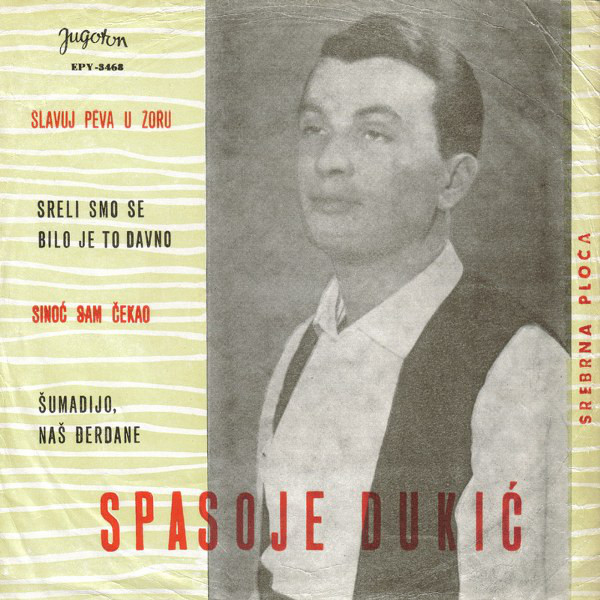 Jugoton
EPY-3468
SLAVUJ PEVA U ZORU
SRELI SMO SE
BILO JE TO DAVNO
SINOĆ SAM ČEKAO
ŠUMADIJO,
NAŠ ĐERDANE
SREBRNA PLOČA
SPASOJE DUKIĆ